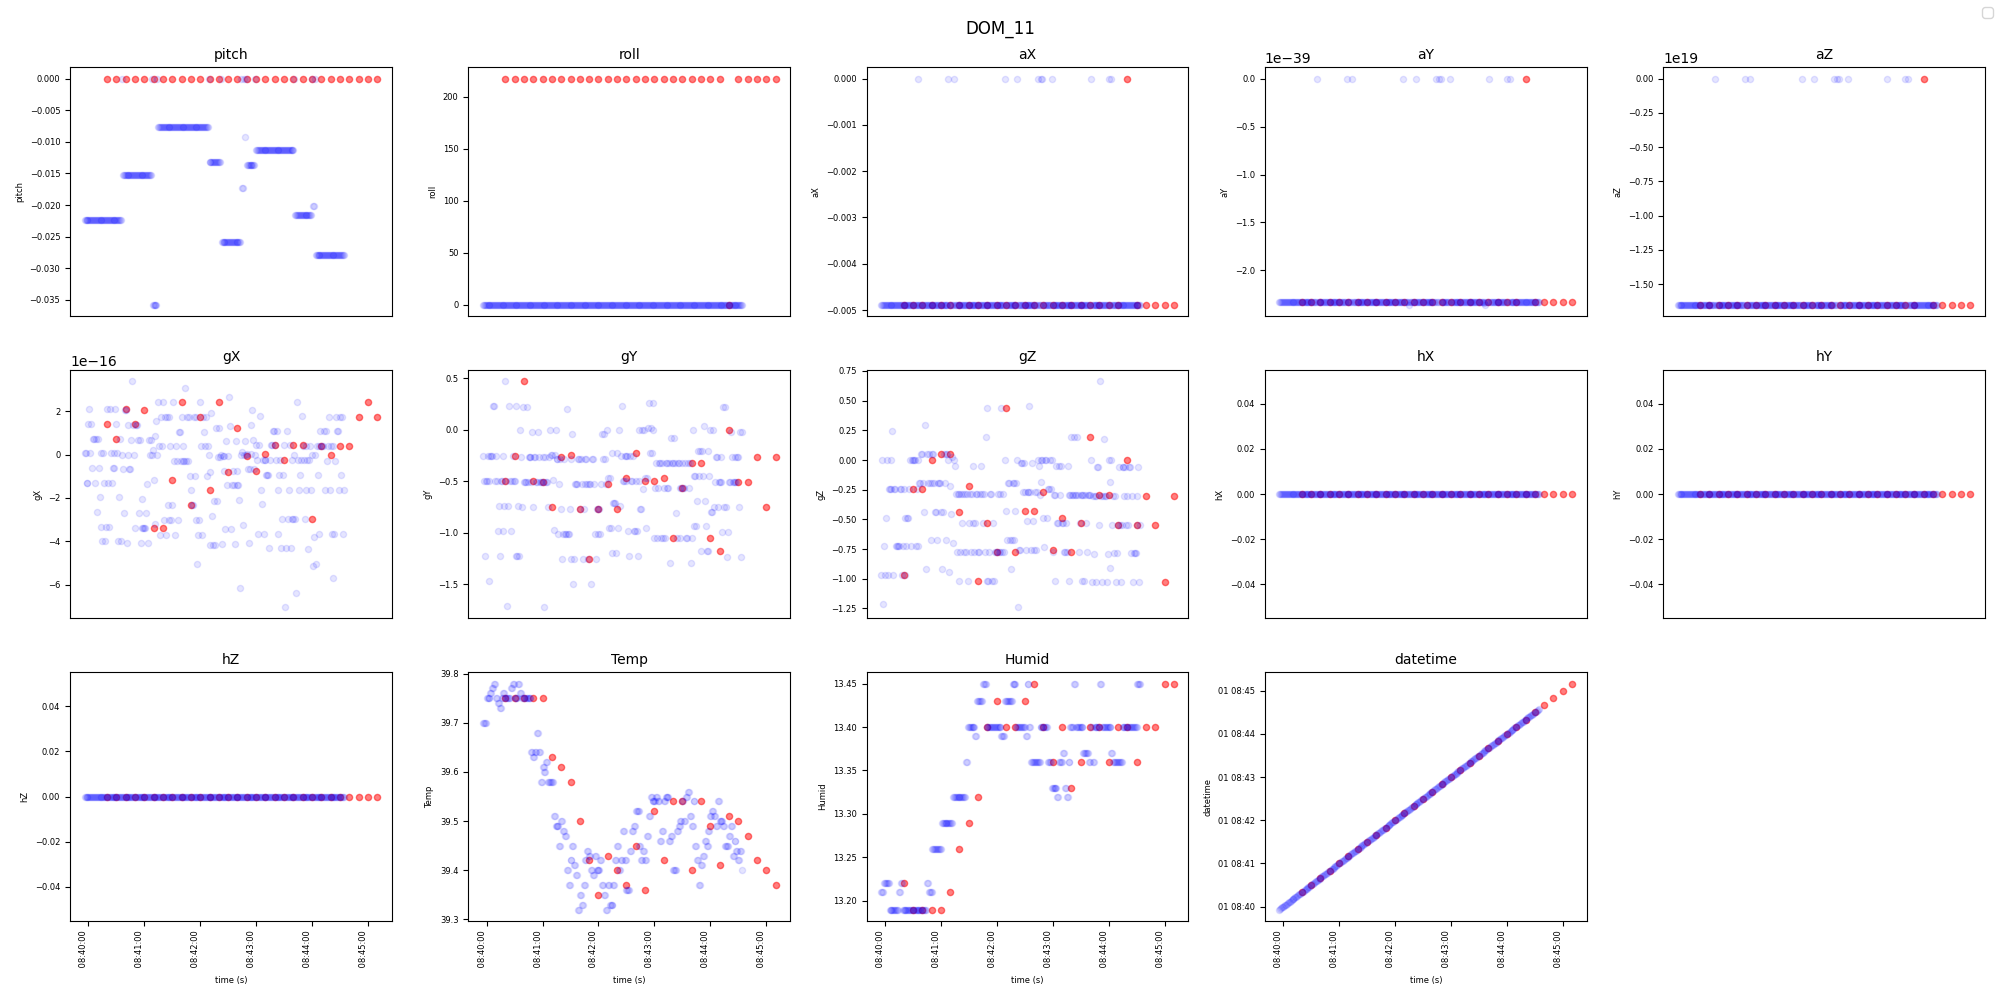 DOM_11
pitch
0.000
−0.005
−0.010
−0.015
−0.020
−0.025
−0.030
−0.035
pitch
roll
200
150
100
50
0
roll
aX
0.000
−0.001
−0.002
−0.003
−0.004
−0.005
aX
aY
1e−39
0.0
−0.5
−1.0
−1.5
−2.0
aY
aZ
1e19
0.00
−0.25
−0.50
−0.75
−1.00
−1.25
−1.50
aZ
gX
1e−16
2
0
−2
−4
−6
gX
gY
0.5
0.0
−0.5
−1.0
−1.5
gY
gZ
0.75
0.50
0.25
0.00
−0.25
−0.50
−0.75
−1.00
−1.25
gZ
hX
0.04
0.02
0.00
−0.02
−0.04
hX
hY
0.04
0.02
0.00
−0.02
−0.04
hY
hZ
0.04
0.02
0.00
−0.02
−0.04
hZ
08:40:00
08:41:00
08:42:00
08:43:00
08:44:00
08:45:00
time (s)
Temp
39.8
39.7
39.6
39.5
39.4
39.3
Temp
08:40:00
08:41:00
08:42:00
08:43:00
08:44:00
08:45:00
time (s)
Humid
13.45
13.40
13.35
13.30
13.25
13.20
Humid
08:40:00
08:41:00
08:42:00
08:43:00
08:44:00
08:45:00
time (s)
datetime
01 08:45
01 08:44
01 08:43
01 08:42
01 08:41
01 08:40
datetime
08:40:00
08:41:00
08:42:00
08:43:00
08:44:00
08:45:00
time (s)